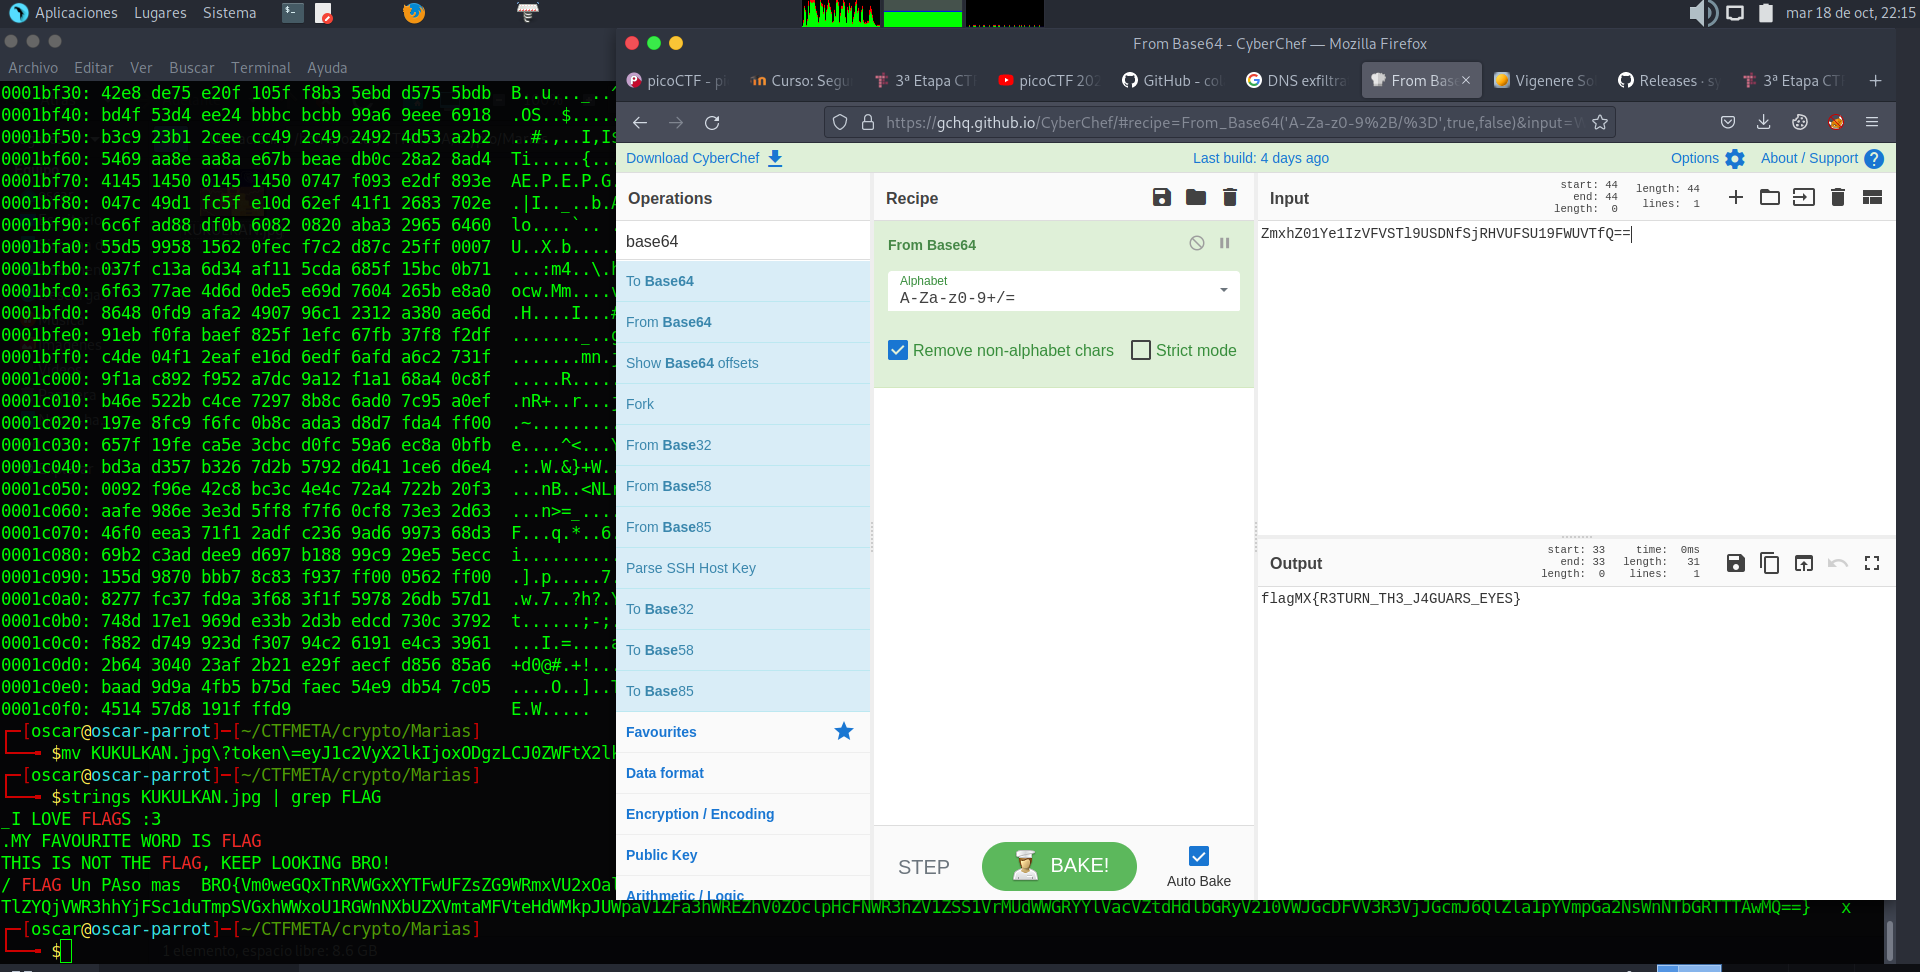 Aplicaciones Lugares Sistema
mar 18 de oct, 22:15
Archivo Editar Ver Buscar Terminal Ayuda
0001bf30: 42e8 de75 e20f 105f f8b3 5ebd d575 5bdb B..u..._..^
0001bf40: bd4f 53d4 ee24 bbbc bcbb 99a6 9eee 6918 .OS..$.....
0001bf50: b3c9 23b1 2cee cc49 2c49 2492 4d53 a2b2 ..#.,..I,I$
0001bf60: 5469 aa8e aa8a e67b beae db0c 28a2 8ad4 Ti.....{...
0001bf70: 4145 1450 0145 1450 0747 f093 e2df 893e AE.P.E.P.G.
0001bf80: 047c 49d1 fc5f e10d 62ef 41f1 2683 702e .|I.._..b.A
0001bf90: 6c6f ad88 df0b 6082 0820 aba3 2965 6460 lo....`..
0001bfa0: 55d5 9958 1562 0fec f7c2 d87c 25ff 0007 U..X.b.....
0001bfb0: 037f c13a 6d34 af11 5cda 685f 15bc 0b71 ...:m4..\.h
0001bfc0: 6f63 77ae 4d6d 0de5 e69d 7604 265b e8a0 ocw.Mm....v
0001bfd0: 8648 0fd9 afa2 4907 96c1 2312 a380 ae6d .H....I...#
0001bfe0: 91eb f0fa baef 825f 1efc 67fb 37f8 f2df ......._..g
0001bff0: c4de 04f1 2eaf e16d 6edf 6afd a6c2 731f .......mn.j
0001c000: 9f1a c892 f952 a7dc 9a12 f1a1 68a4 0c8f .....R.....
0001c010: b46e 522b c4ce 7297 8b8c 6ad0 7c95 a0ef .nR+..r...j
0001c020: 197e 8fc9 f6fc 0b8c ada3 d8d7 fda4 ff00 .~.........
0001c030: 657f 19fe ca5e 3cbc d0fc 59a6 ec8a 0bfb e....^<...Y
0001c040: bd3a d357 b326 7d2b 5792 d641 1ce6 d6e4 .:.W.&}+W..
0001c050: 0092 f96e 42c8 bc3c 4e4c 72a4 722b 20f3 ...nB..<NLr
0001c060: aafe 986e 3e3d 5ff8 f7f6 0cf8 73e3 2d63 ...n>=_....
0001c070: 46f0 eea3 71f1 2adf c236 9ad6 9973 68d3 F...q.*..6.
0001c080: 69b2 c3ad dee9 d697 b188 99c9 29e5 5ecc i..........
0001c090: 155d 9870 bbb7 8c83 f937 ff00 0562 ff00 .].p.....7.
0001c0a0: 8277 fc37 fd9a 3f68 3f1f 5978 26db 57d1 .w.7..?h?.Y
0001c0b0: 748d 17e1 969d e33b 2d3b edcd 730c 3792 t......;-;.
0001c0c0: f882 d749 923d f307 94c2 6191 e4c3 3961 ...I.=....a
0001c0d0: 2b64 3040 23af 2b21 e29f aecf d856 85a6 +d0@#.+!...
0001c0e0: baad 9d9a 4fb5 b75d faec 54e9 db54 7c05 ....O..]..T
0001c0f0: 4514 57d8 191f ffd9 E.W.....
[oscar@oscar-parrot]─[~/CTFMETA/crypto/Marias]
$mv KUKULKAN.jpg\?token\=eyJ1c2VyX2lkIjoxODgzLCJ0ZWFtX2lk
[oscar@oscar-parrot]─[~/CTFMETA/crypto/Marias]
$strings KUKULKAN.jpg | grep FLAG
_I LOVE FLAGS :3
.MY FAVOURITE WORD IS FLAG
THIS IS NOT THE FLAG, KEEP LOOKING BRO!
/ FLAG Un PAso mas BRO{Vm0weGQxTnRVWGxXYTFwUFZsZG9WRmxVU2xOal
[oscar@oscar-parrot]─[~/CTFMETA/crypto/Marias]
$
1 elemento, espacio libre: 8.6 GB
From Base64 - CyberChef — Mozilla Firefox
picoCTF - pi
Curso: Segu
3ª Etapa CT
picoCTF 202
GitHub - co
DNS exfiltra
From Base
Vigenere So
Releases · s
3ª Etapa CT
https://gchq.github.io/CyberChef/#recipe=From_Base64('A-Za-z0-9%2B/%3D',true,false)&input=
Download CyberChef
Last build: 4 days ago
Options
About / Support
Operations
base64
To Base64
From Base64
Show Base64 offsets
Fork
From Base32
From Base58
From Base85
Parse SSH Host Key
To Base32
To Base58
To Base85
Favourites
Data format
Encryption / Encoding
Public Key
Arithmetic / Logic
Recipe
From Base64
Alphabet
A-Za-z0-9+/=
Remove non-alphabet chars
Strict mode
STEP
BAKE!
Auto Bake
Input
start: 44
end: 44
length: 0
length: 44
lines: 1
ZmxhZ01Ye1IzVFVSTl9USDNfSjRHVUFSU19FWUVTfQ==
Output
start: 33
end: 33
length: 0
time: 0ms
length: 31
lines: 1
flagMX{R3TURN_TH3_J4GUARS_EYES}